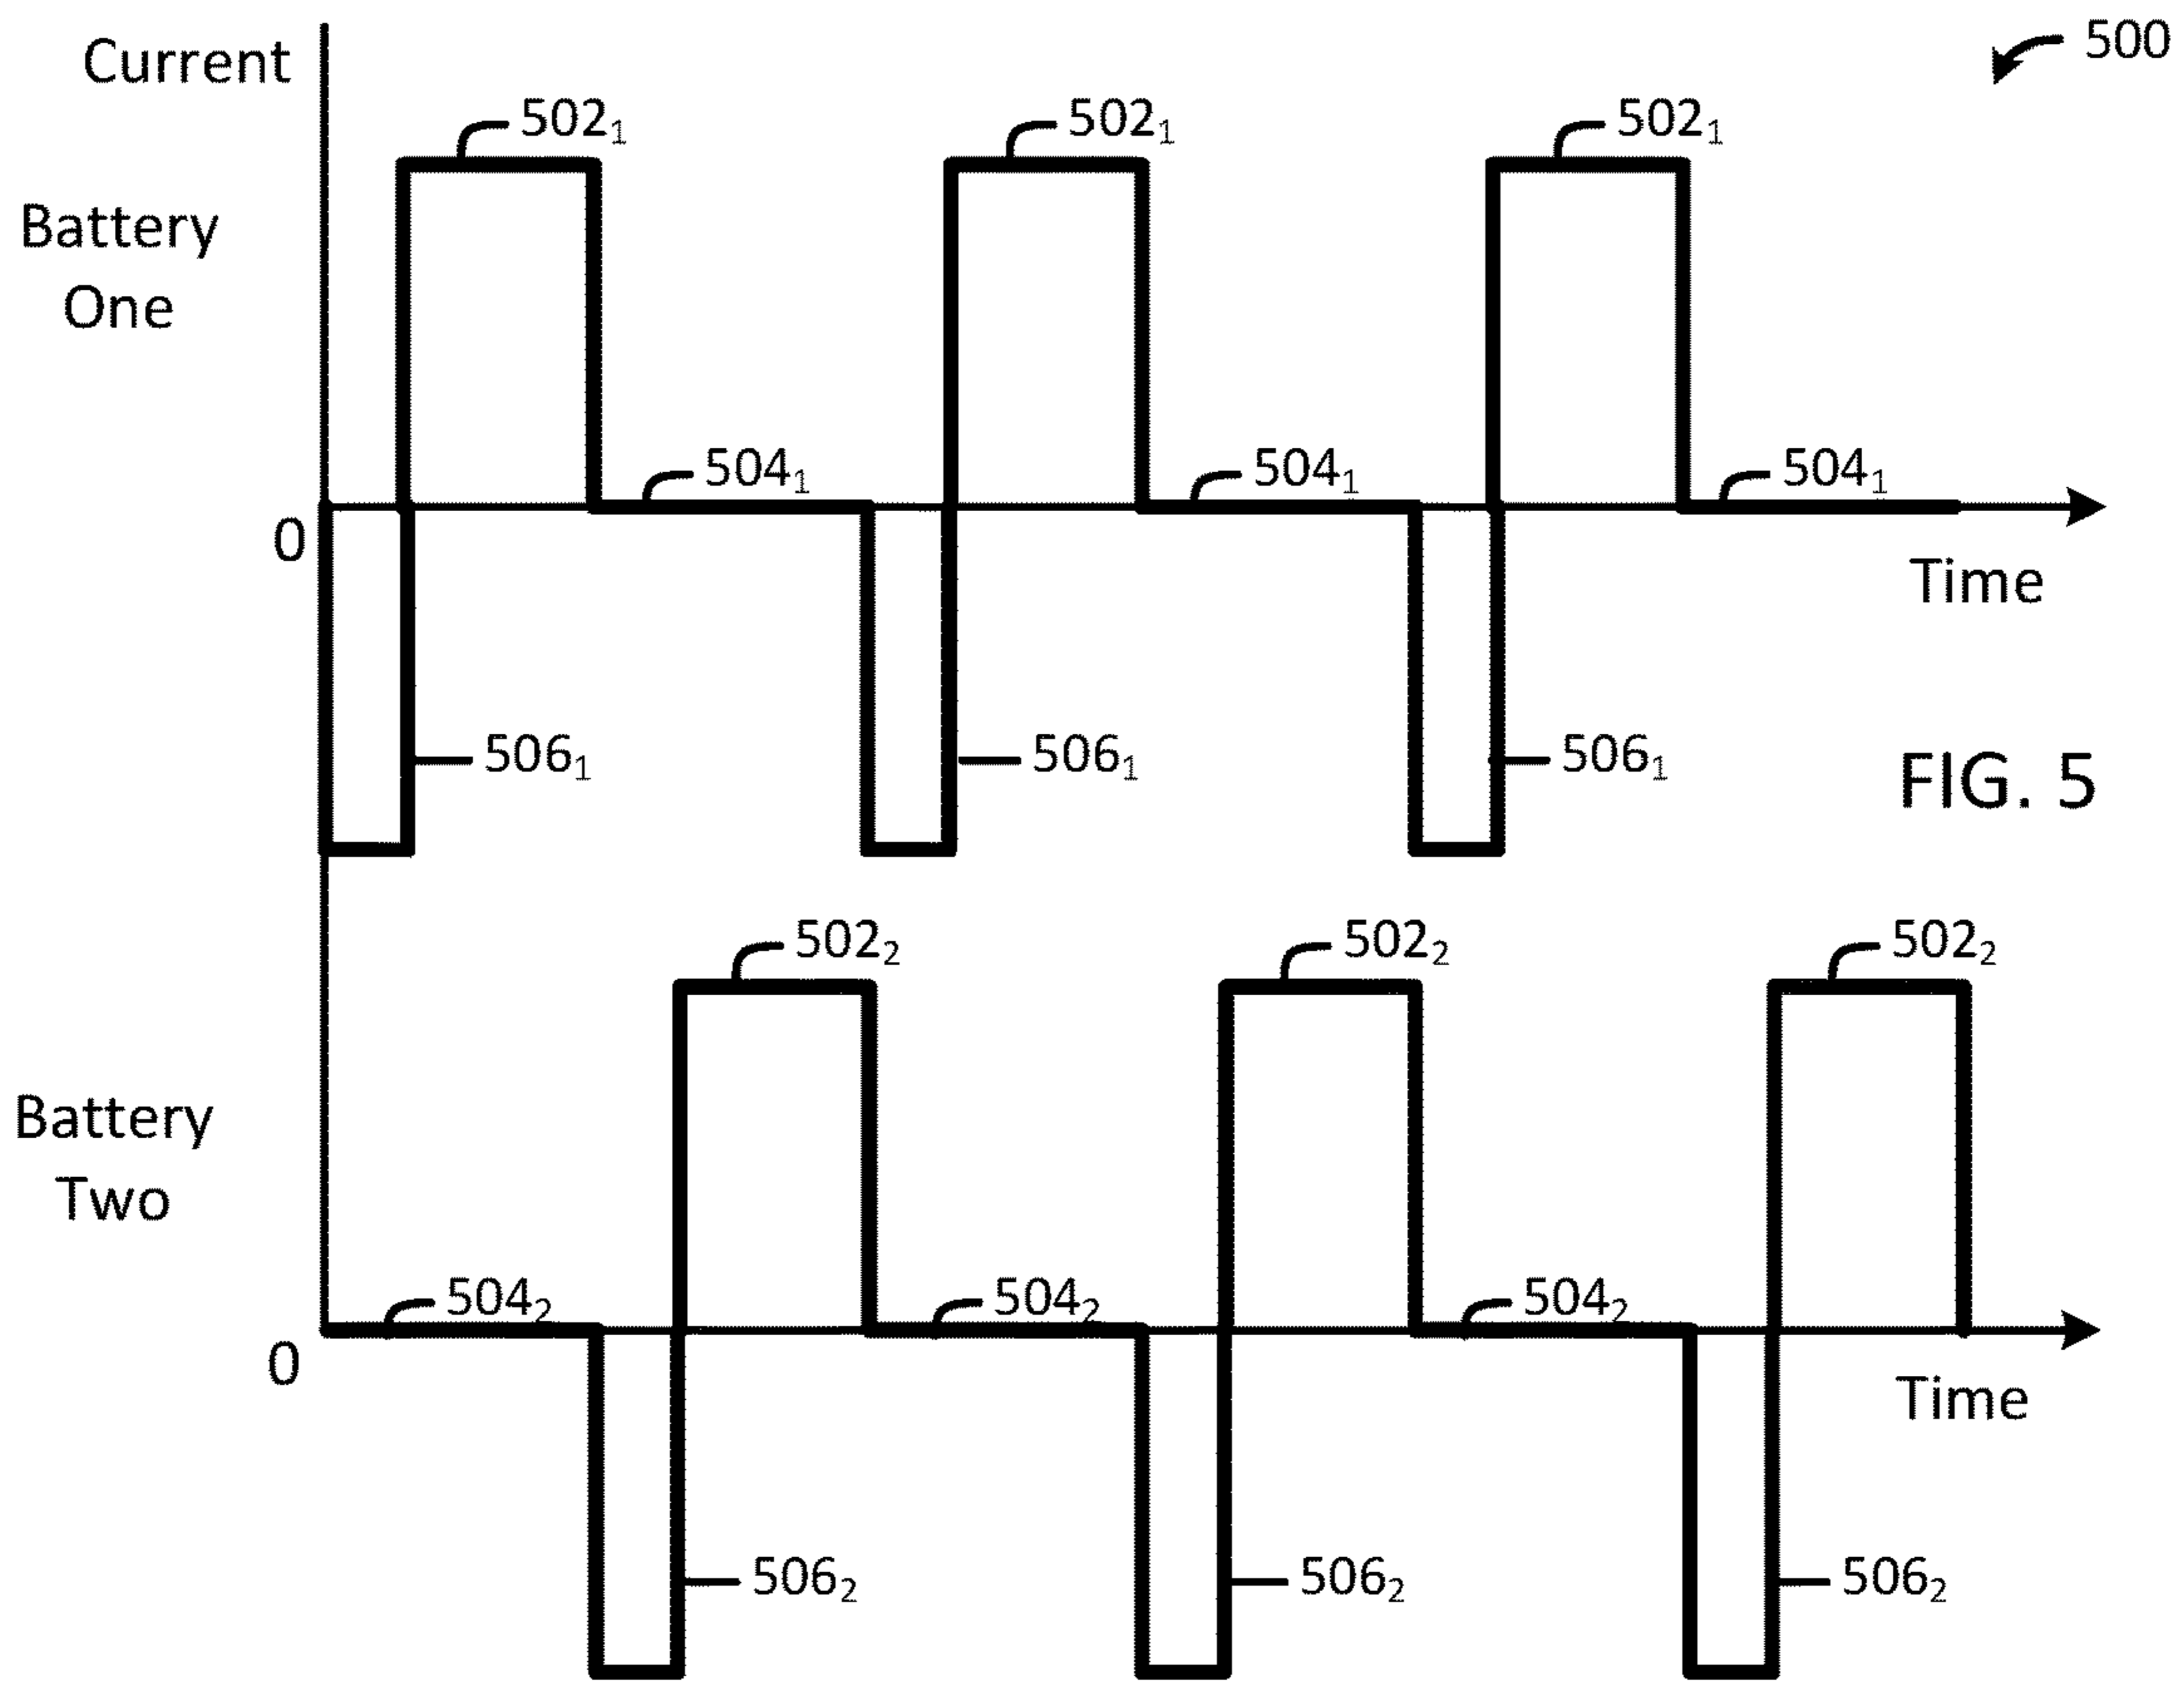 Current
500
502₁ 502₁ 502₁
Battery
One
504₁ 504₁ 504₁
0
Time
506₁ 506₁ 506₁
FIG. 5
502₂ 502₂ 502₂
Battery
Two
504₂ 504₂ 504₂
0
Time
506₂ 506₂ 506₂